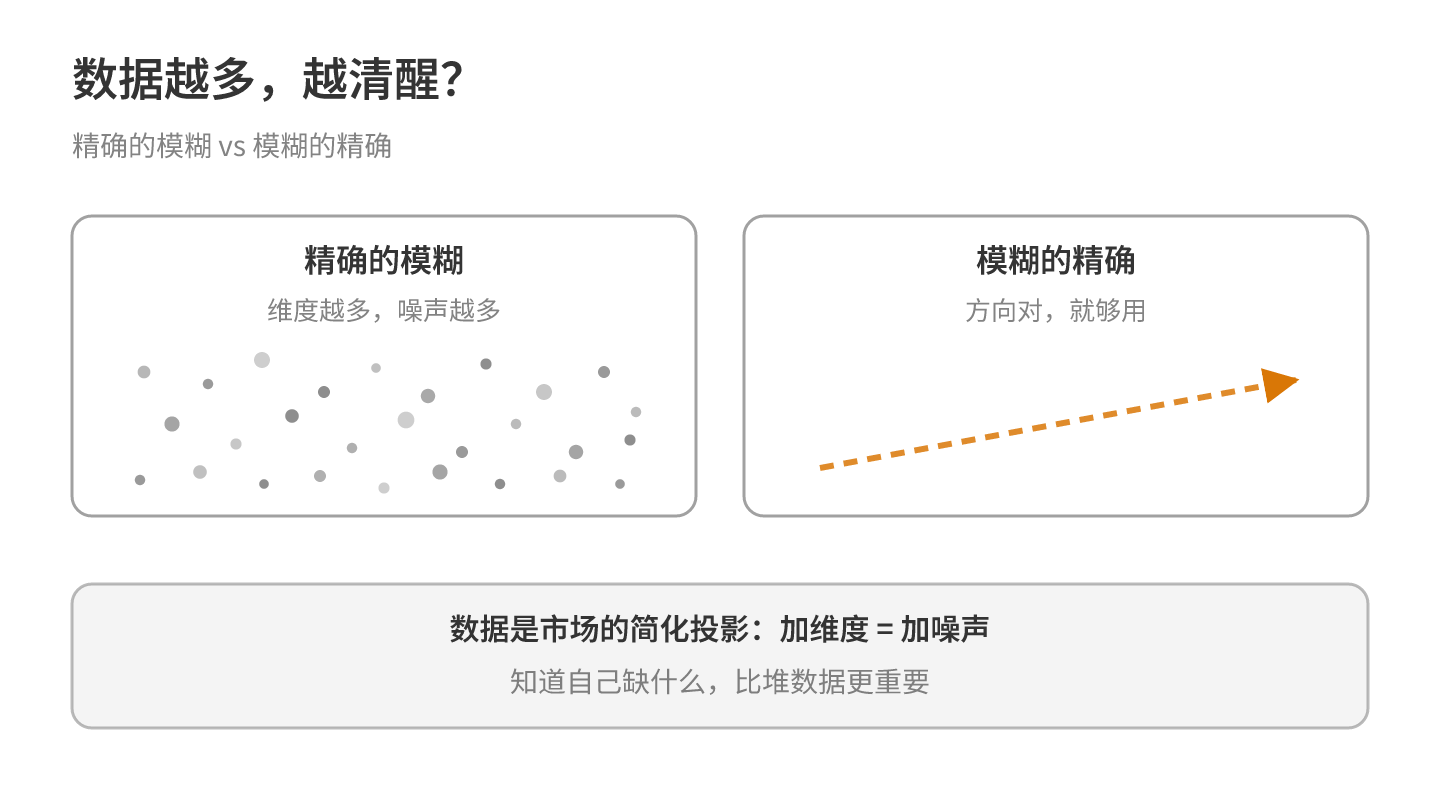 数据越多，越清醒？
精确的模糊 vs 模糊的精确
精确的模糊
维度越多，噪声越多
模糊的精确
方向对，就够用
数据是市场的简化投影：加维度 = 加噪声
知道自己缺什么，比堆数据更重要